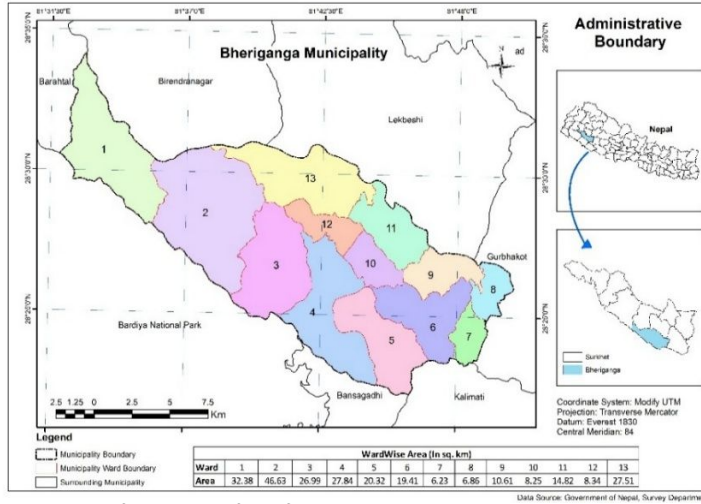 81°31'30"E 81°37'0"E 81°42'30"E 81°48'0"E
Bheriganga Municipality
Administrative
Boundary
Barahtal
Birendranagar
Lekbeshi
Nepal
1
2
13
12
11
3
10
9
Gurbhakot
8
4
6
5
7
Bardiya National Park
Bansagadhi
Kalimati
2.5 1.25 0 2.5 5 7.5
Km
Surkhet
Bheriganga
Coordinate System: Modify UTM
Projection: Transverse Mercator
Datum: Everest 1830
Central Meridian: 84
Legend
Municipality Boundary
Municipality Ward Boundary
Surrounding Municipality
WardWise Area (In sq. km)
Ward 1 2 3 4 5 6 7 8 9 10 11 12 13
Area 32.38 46.63 26.99 27.84 20.32 19.41 6.23 6.86 10.61 8.25 14.82 8.34 27.51
Data Source: Government of Nepal, Survey Departme